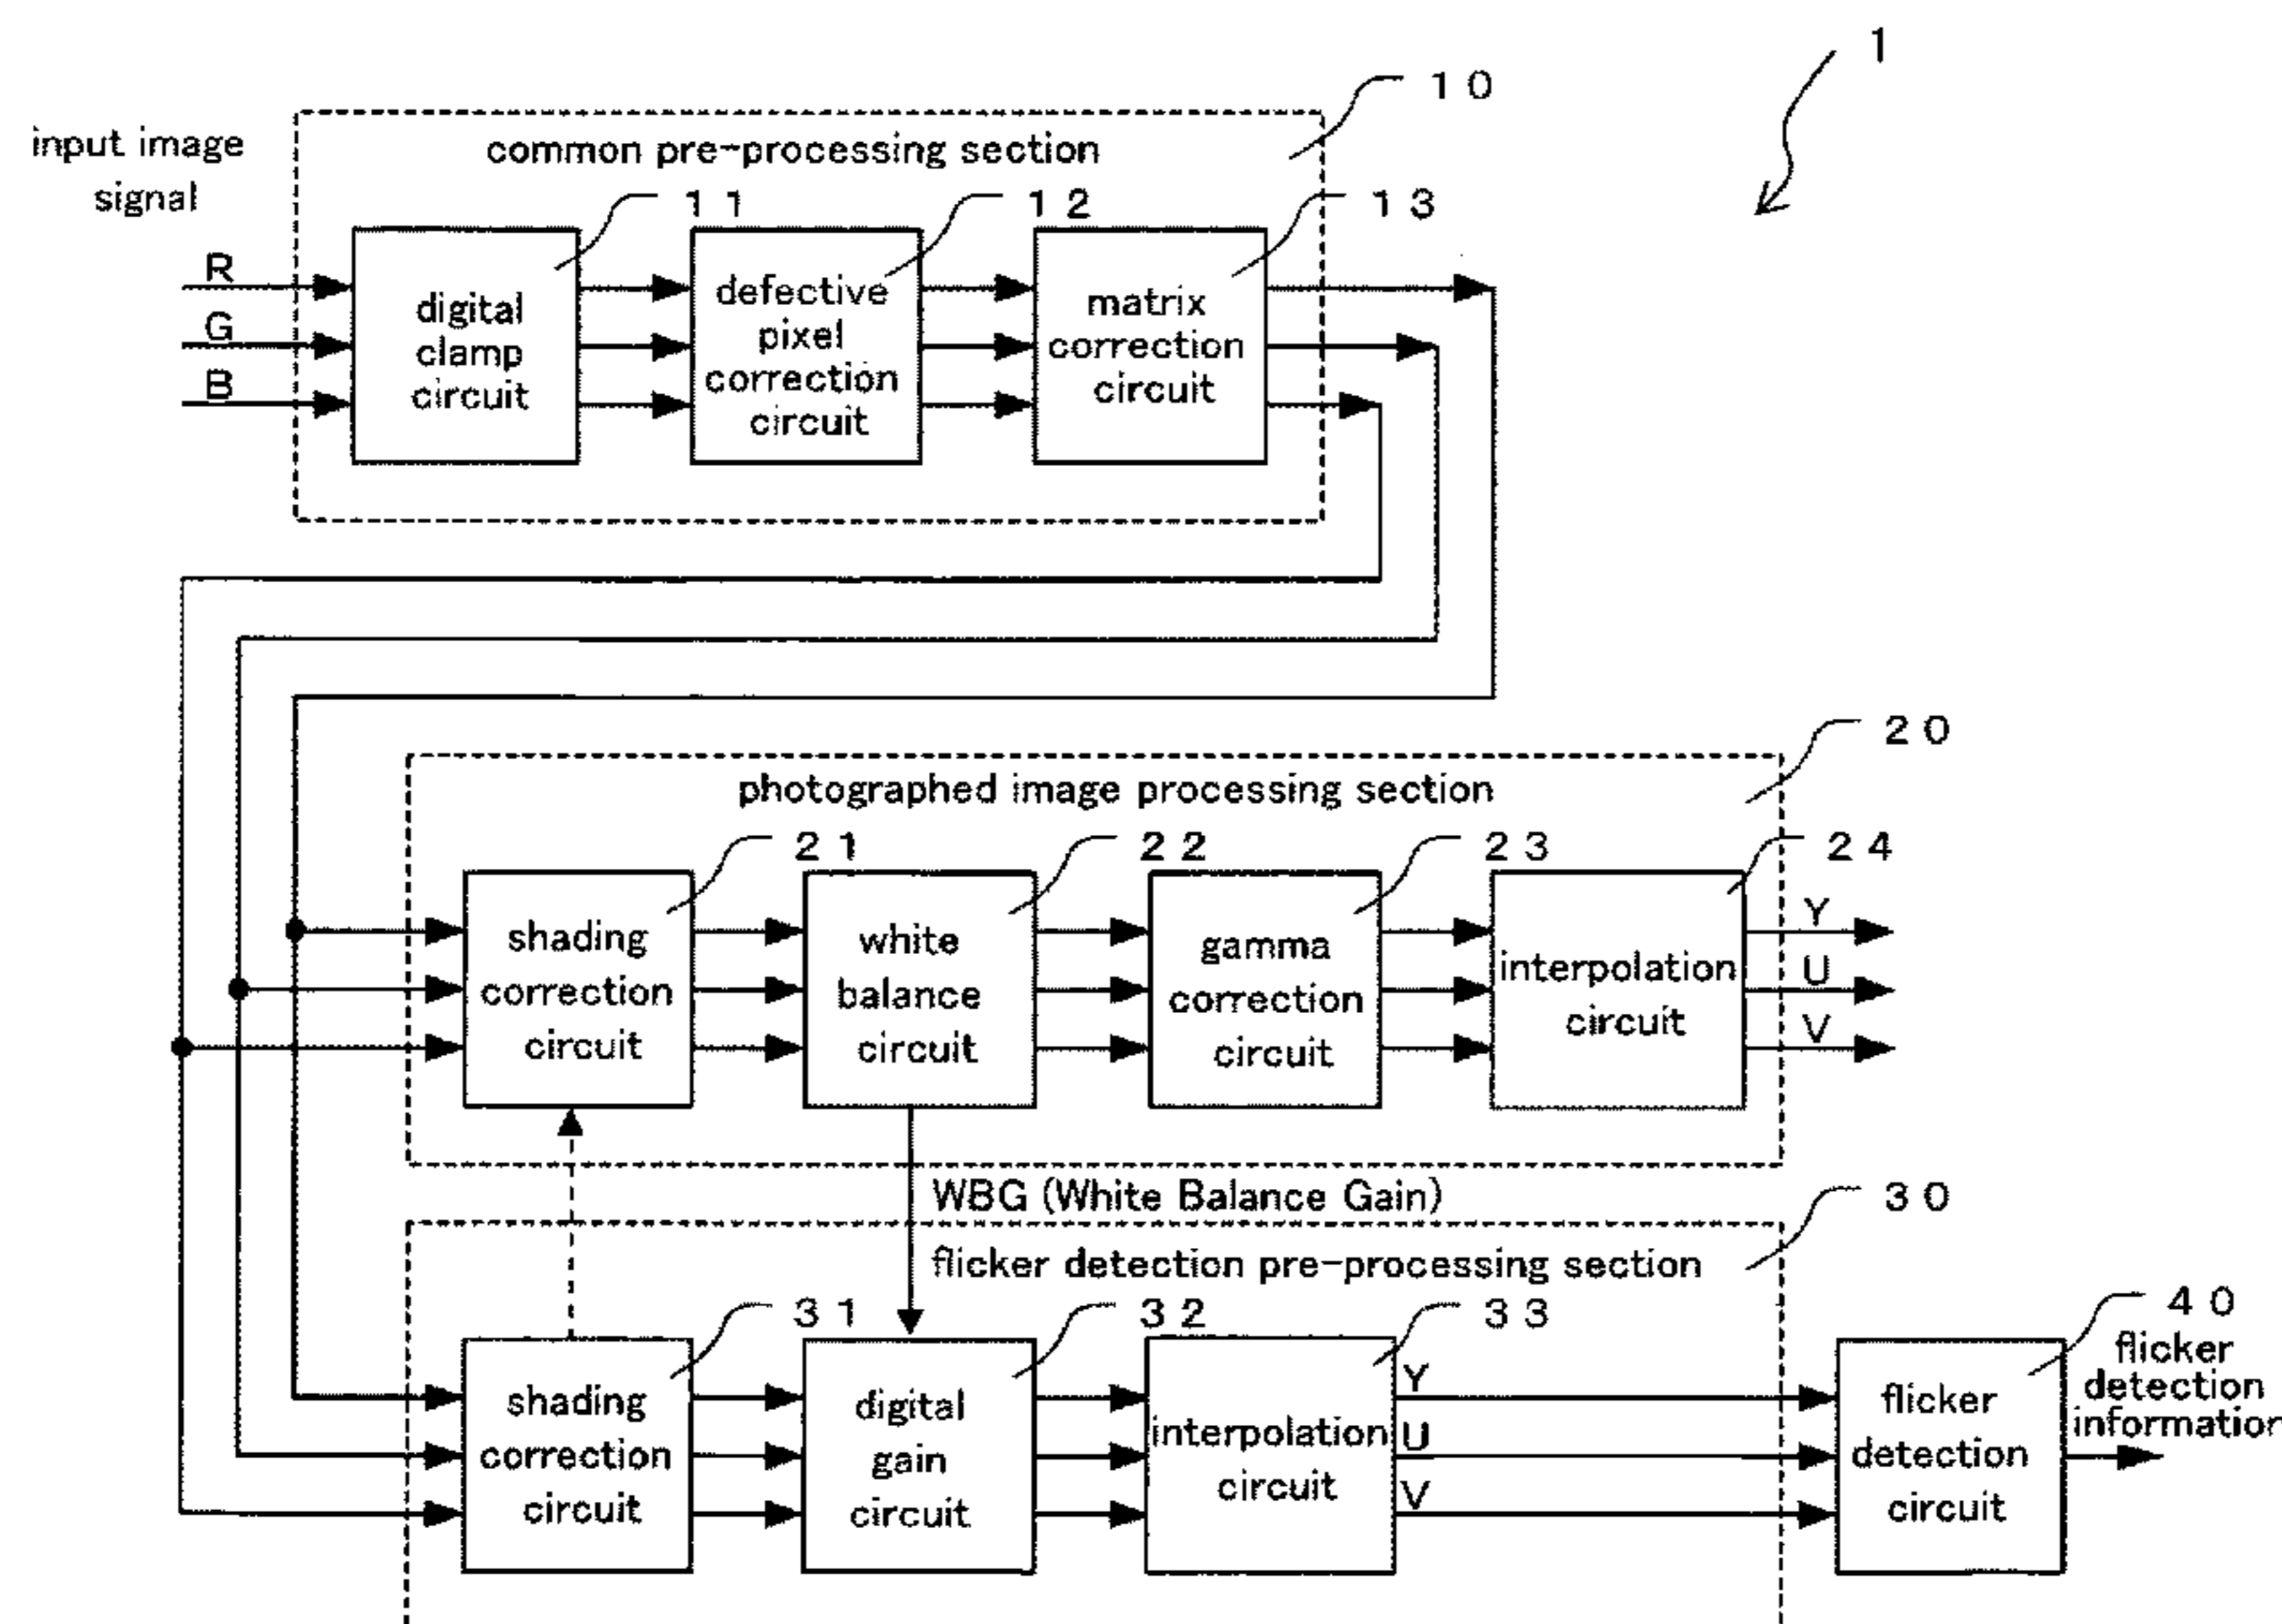 1
10
input image
signal
common pre-processing section
11
12
13
R
G
B
digital
clamp
circuit
defective
pixel
correction
circuit
matrix
correction
circuit
20
photographed image processing section
21
22
23
24
shading
correction
circuit
white
balance
circuit
gamma
correction
circuit
interpolation
circuit
Y
U
V
WBG (White Balance Gain)
30
flicker detection pre-processing section
31
32
33
40
shading
correction
circuit
digital
gain
circuit
interpolation
circuit
Y
U
V
flicker
detection
circuit
flicker
detection
information